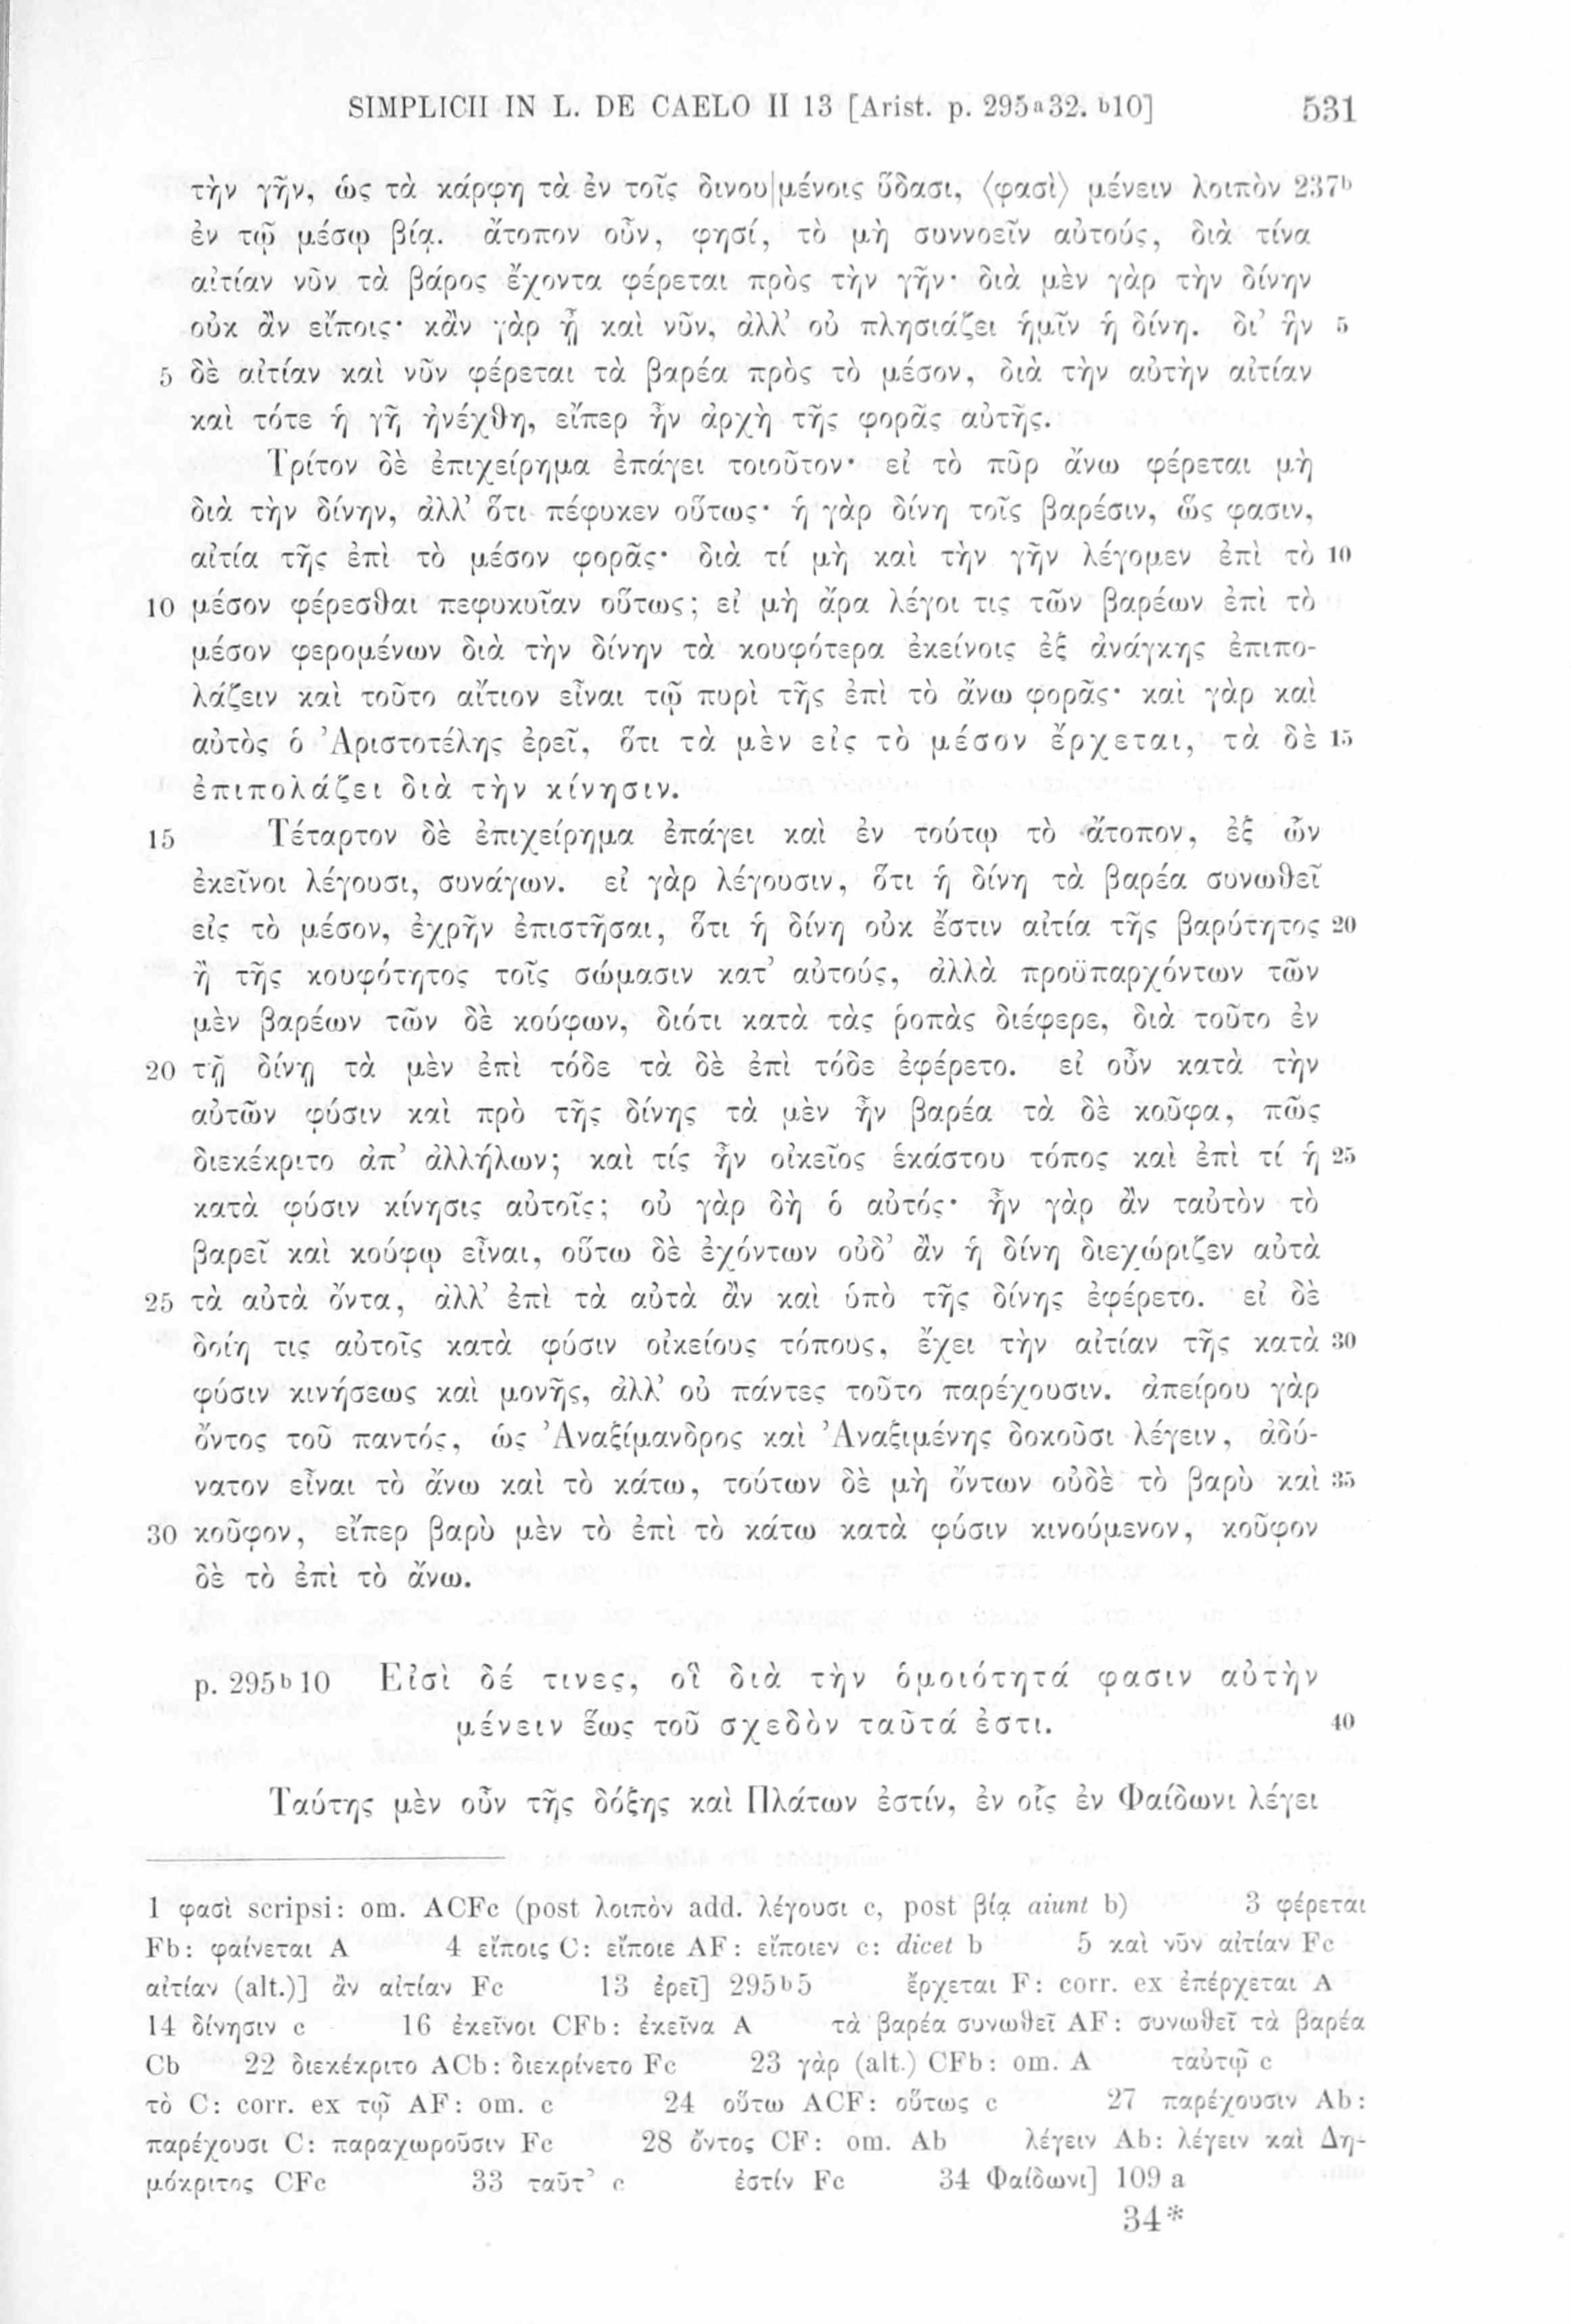 SIMPLICII IN L. DE CAELO II 13 [Arist. p. 295a32. b10] 531
τὴν γῆν, ὡς τὰ κάρφη τὰ ἐν τοῖς δινου|μένοις ὕδασι, ⟨φασὶ⟩ μένειν λοιπὸν 237b
ἐν τῷ μέσῳ βίᾳ. ἄτοπον οὖν, φησί, τὸ μὴ συννοεῖν αὐτούς, διὰ τίνα
αἰτίαν νῦν τὰ βάρος ἔχοντα φέρεται πρὸς τὴν γῆν· διὰ μὲν γὰρ τὴν δίνην
οὐκ ἂν εἴποις· κἂν γὰρ ᾖ καὶ νῦν, ἀλλ’ οὐ πλησιάζει ἡμῖν ἡ δίνη. δι’ ἣν 5
5 δὲ αἰτίαν καὶ νῦν φέρεται τὰ βαρέα πρὸς τὸ μέσον, διὰ τὴν αὐτὴν αἰτίαν
καὶ τότε ἡ γῆ ἠνέχθη, εἴπερ ἦν ἀρχὴ τῆς φορᾶς αὐτῆς.
Τρίτον δὲ ἐπιχείρημα ἐπάγει τοιοῦτον· εἰ τὸ πῦρ ἄνω φέρεται μὴ
διὰ τὴν δίνην, ἀλλ’ ὅτι πέφυκεν οὕτως· ἡ γὰρ δίνη τοῖς βαρέσιν, ὥς φασιν,
αἰτία τῆς ἐπὶ τὸ μέσον φορᾶς· διὰ τί μὴ καὶ τὴν γῆν λέγομεν ἐπὶ τὸ 10
10 μέσον φέρεσθαι πεφυκυῖαν οὕτως; εἰ μὴ ἄρα λέγοι τις τῶν βαρέων ἐπὶ τὸ
μέσον φερομένων διὰ τὴν δίνην τὰ κουφότερα ἐκείνοις ἐξ ἀνάγκης ἐπιπο-
λάζειν καὶ τοῦτο αἴτιον εἶναι τῷ πυρὶ τῆς ἐπὶ τὸ ἄνω φορᾶς· καὶ γὰρ καὶ
αὐτὸς ὁ Ἀριστοτέλης ἐρεῖ, ὅτι τὰ μὲν εἰς τὸ μέσον ἔρχεται, τὰ δὲ 15
ἐπιπολάζει διὰ τὴν κίνησιν.
15 Τέταρτον δὲ ἐπιχείρημα ἐπάγει καὶ ἐν τούτῳ τὸ ἄτοπον, ἐξ ὧν
ἐκεῖνοι λέγουσι, συνάγων. εἰ γὰρ λέγουσιν, ὅτι ἡ δίνη τὰ βαρέα συνωθεῖ
εἰς τὸ μέσον, ἐχρῆν ἐπιστῆσαι, ὅτι ἡ δίνη οὐκ ἔστιν αἰτία τῆς βαρύτητος 20
ἢ τῆς κουφότητος τοῖς σώμασιν κατ’ αὐτούς, ἀλλὰ προϋπαρχόντων τῶν
μὲν βαρέων τῶν δὲ κούφων, διότι κατὰ τὰς ῥοπὰς διέφερε, διὰ τοῦτο ἐν
20 τῇ δίνῃ τὰ μὲν ἐπὶ τόδε τὰ δὲ ἐπὶ τόδε ἐφέρετο. εἰ οὖν κατὰ τὴν
αὐτῶν φύσιν καὶ πρὸ τῆς δίνης τὰ μὲν ἦν βαρέα τὰ δὲ κοῦφα, πῶς
διεκέκριτο ἀπ’ ἀλλήλων; καὶ τίς ἦν οἰκεῖος ἑκάστου τόπος καὶ ἐπὶ τί ἡ 25
κατὰ φύσιν κίνησις αὐτοῖς; οὐ γὰρ δὴ ὁ αὐτός· ἦν γὰρ ἂν ταὐτὸν τὸ
βαρεῖ καὶ κούφῳ εἶναι, οὕτω δὲ ἐχόντων οὐδ’ ἂν ἡ δίνη διεχώριζεν αὐτὰ
25 τὰ αὐτὰ ὄντα, ἀλλ’ ἐπὶ τὰ αὐτὰ ἂν καὶ ὑπὸ τῆς δίνης ἐφέρετο. εἰ δὲ
δοίη τις αὐτοῖς κατὰ φύσιν οἰκείους τόπους, ἔχει τὴν αἰτίαν τῆς κατὰ 30
φύσιν κινήσεως καὶ μονῆς, ἀλλ’ οὐ πάντες τοῦτο παρέχουσιν. ἀπείρου γὰρ
ὄντος τοῦ παντός, ὡς Ἀναξίμανδρος καὶ Ἀναξιμένης δοκοῦσι λέγειν, ἀδύ-
νατον εἶναι τὸ ἄνω καὶ τὸ κάτω, τούτων δὲ μὴ ὄντων οὐδὲ τὸ βαρὺ καὶ 35
30 κοῦφον, εἴπερ βαρὺ μὲν τὸ ἐπὶ τὸ κάτω κατὰ φύσιν κινούμενον, κοῦφον
δὲ τὸ ἐπὶ τὸ ἄνω.
p. 295b10 Εἰσὶ δέ τινες, οἳ διὰ τὴν ὁμοιότητά φασιν αὐτὴν
μένειν ἕως τοῦ σχεδὸν ταῦτά ἐστι. 40
Ταύτης μὲν οὖν τῆς δόξης καὶ Πλάτων ἐστίν, ἐν οἷς ἐν Φαίδωνι λέγει
1 φασὶ scripsi: om. ACFc (post λοιπὸν add. λέγουσι c, post βίᾳ aiunt b) 3 φέρεται
Fb: φαίνεται A 4 εἴποις C: εἴποιε AF: εἴποιεν c: dicet b 5 καὶ νῦν αἰτίαν Fc
αἰτίαν (alt.)] ἂν αἰτίαν Fc 13 ἐρεῖ] 295b5 ἔρχεται F: corr. ex ἐπέρχεται A
14 δίνησιν c 16 ἐκεῖνοι CFb: ἐκεῖνα A τὰ βαρέα συνωθεῖ AF: συνωθεῖ τὰ βαρέα
Cb 22 διεκέκριτο ACb: διεκρίνετο Fc 23 γὰρ (alt.) CFb: om. A ταὐτῷ c
τὸ C: corr. ex τῷ AF: om. c 24 οὕτω ACF: οὕτως c 27 παρέχουσιν Ab:
παρέχουσι C: παραχωροῦσιν Fc 28 ὄντος CF: om. Ab λέγειν Ab: λέγειν καὶ Δη-
μόκριτος CFc 33 ταῦτ’ c ἐστίν Fc 34 Φαίδωνι] 109 a
34*